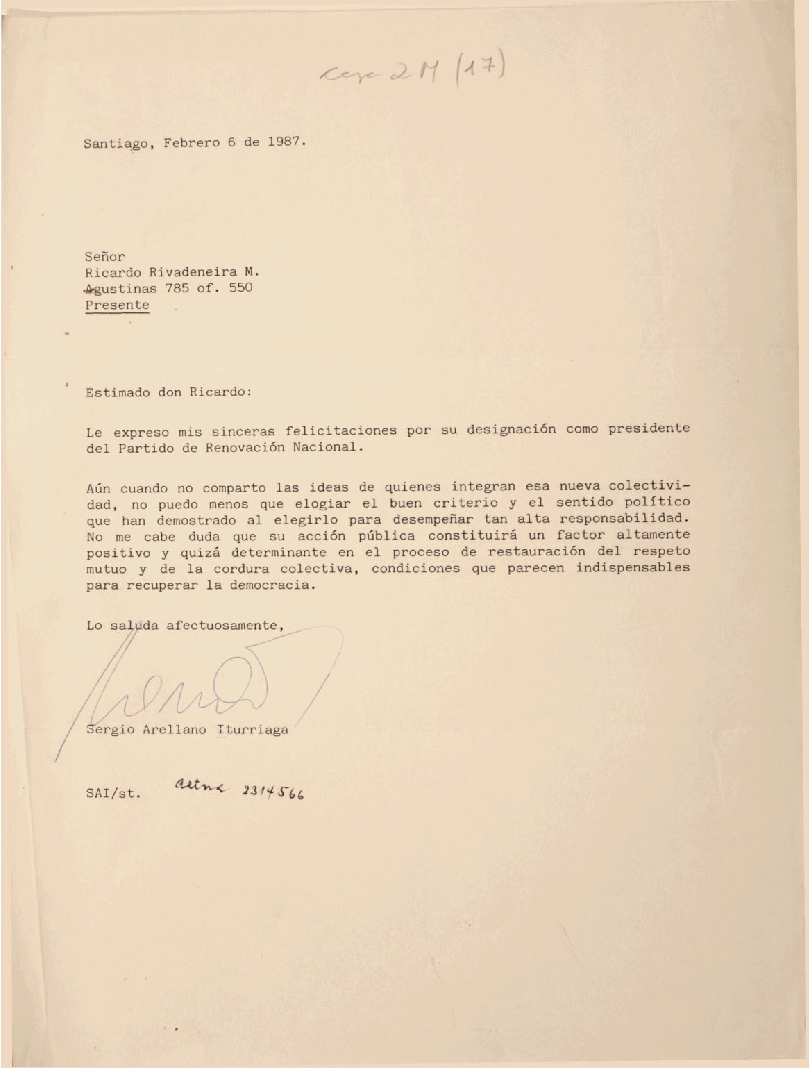 2 M (17)
Santiago, Febrero 6 de 1987.
Señor
Ricardo Rivadeneira M.
Agustinas 785 of. 550
Presente
Estimado don Ricardo:
Le expreso mis sinceras felicitaciones por su designación como presidente
del Partido de Renovación Nacional.
Aún cuando no comparto las ideas de quienes integran esa nueva colectivi-
dad, no puedo menos que elogiar el buen criterio y el sentido político
que han demostrado al elegirlo para desempeñar tan alta responsabilidad.
No me cabe duda que su acción pública constituirá un factor altamente
positivo y quizá determinante en el proceso de restauración del respeto
mutuo y de la cordura colectiva, condiciones que parecen indispensables
para recuperar la democracia.
Lo saluda afectuosamente,
Sergio Arellano Iturriaga
SAI/st. aetna 2314566